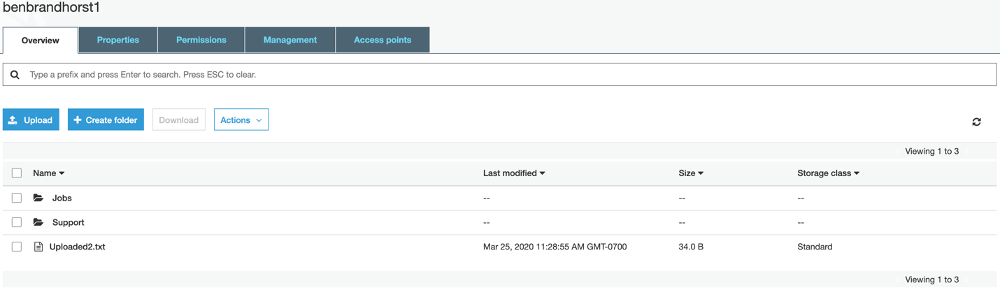 benbrandhorst1
Overview Properties Permissions Management Access points
Type a prefix and press Enter to search. Press ESC to clear.
Upload Create folder Download Actions
Viewing 1 to 3
Name Last modified Size Storage class
Jobs -- -- --
Support -- -- --
Uploaded2.txt Mar 25, 2020 11:28:55 AM GMT-0700 34.0 B Standard
Viewing 1 to 3